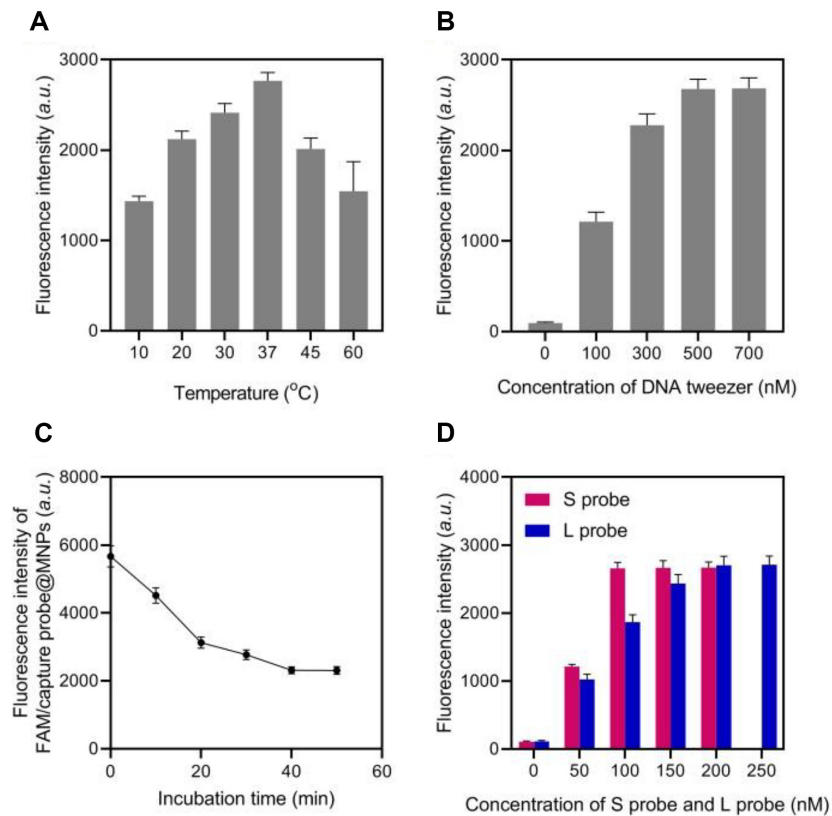 A
Fluorescence intensity (a.u.)
3000
2000
1000
0
10 20 30 37 45 60
Temperature (°C)
B
Fluorescence intensity (a.u.)
3000
2000
1000
0
0 100 300 500 700
Concentration of DNA tweezer (nM)
C
Fluorescence intensity of
FAM/capture probe@MNPs (a.u.)
8000
6000
4000
2000
0
0 20 40 60
Incubation time (min)
D
Fluorescence intensity (a.u.)
4000
3000
2000
1000
0
S probe
L probe
0 50 100 150 200 250
Concentration of S probe and L probe (nM)